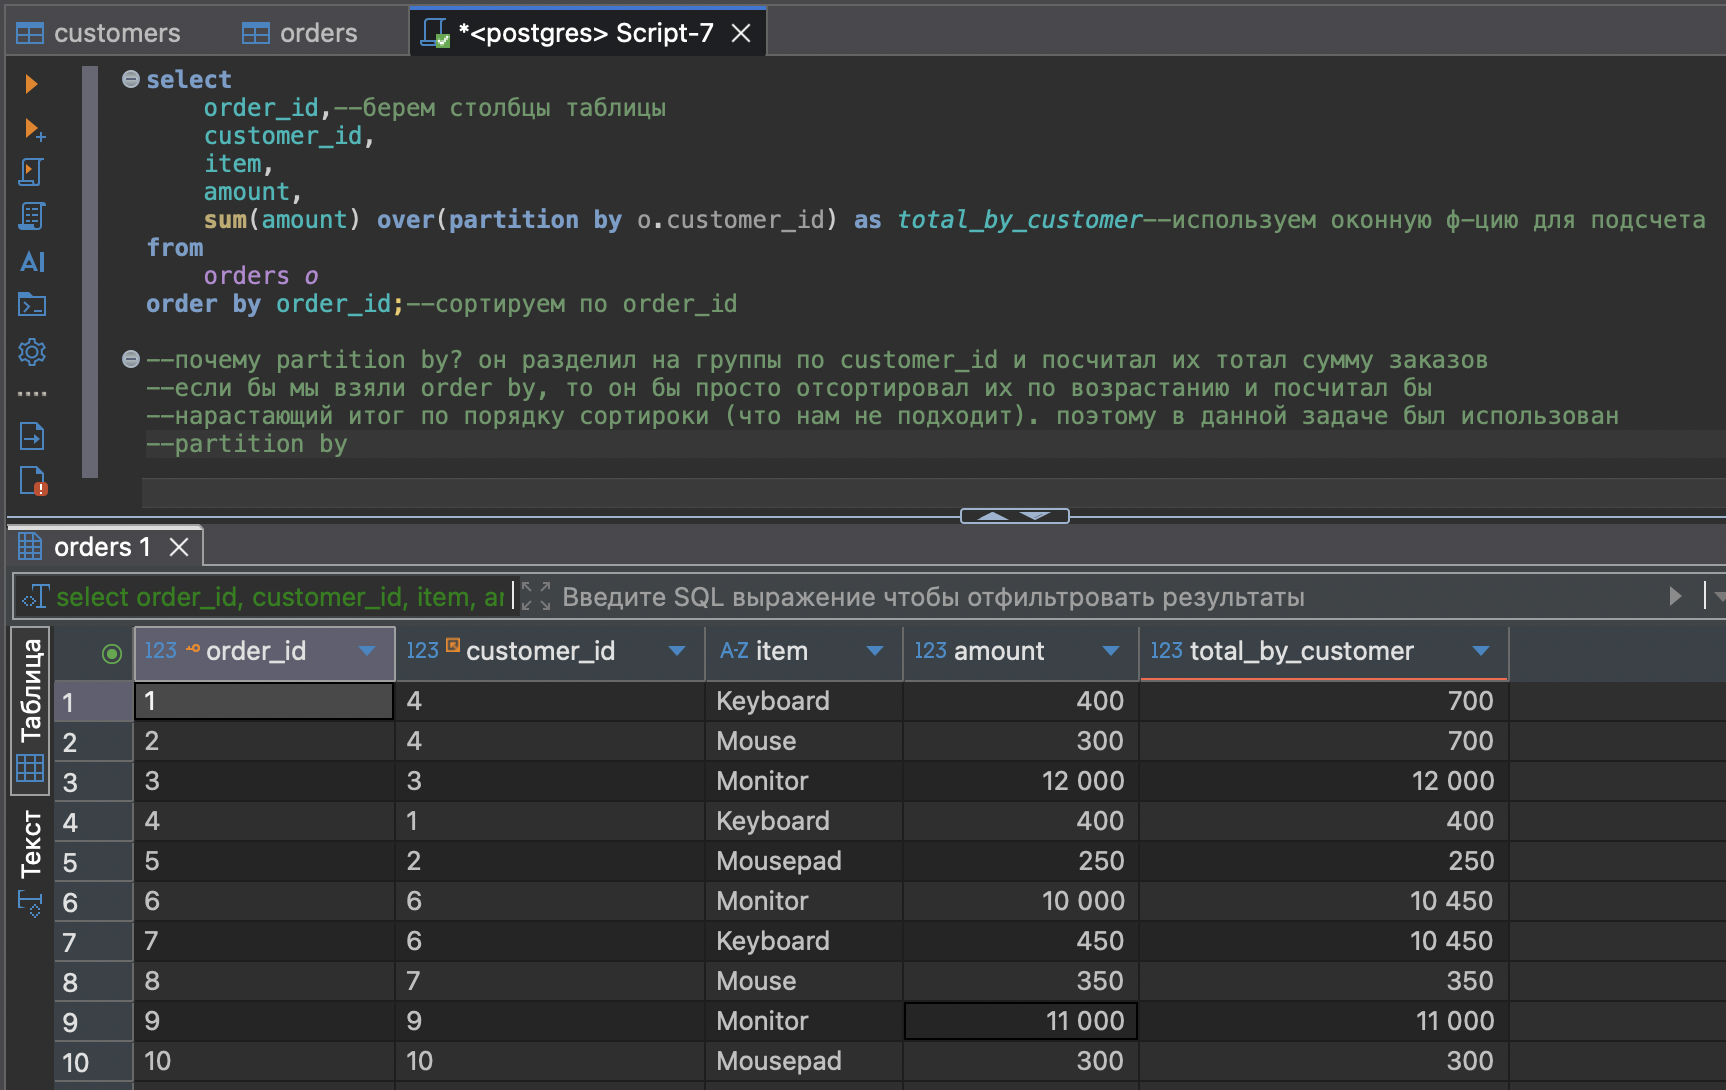 customers
orders
*<postgres> Script-7
select
order_id,--берем столбцы таблицы
customer_id,
item,
amount,
sum(amount) over(partition by o.customer_id) as total_by_customer--используем оконную ф-цию для подсчета
from
orders o
order by order_id;--сортируем по order_id
--почему partition by? он разделил на группы по customer_id и посчитал их тотал сумму заказов
--если бы мы взяли order by, то он бы просто отсортировал их по возрастанию и посчитал бы
--нарастающий итог по порядку сортироки (что нам не подходит). поэтому в данной задаче был использован
--partition by
AI
orders 1
select order_id, customer_id, item, ar
Введите SQL выражение чтобы отфильтровать результаты
Таблица
Текст
123 order_id 123 customer_id A-Z item 123 amount 123 total_by_customer
1 1 4 Keyboard 400 700
2 2 4 Mouse 300 700
3 3 3 Monitor 12 000 12 000
4 4 1 Keyboard 400 400
5 5 2 Mousepad 250 250
6 6 6 Monitor 10 000 10 450
7 7 6 Keyboard 450 10 450
8 8 7 Mouse 350 350
9 9 9 Monitor 11 000 11 000
10 10 10 Mousepad 300 300